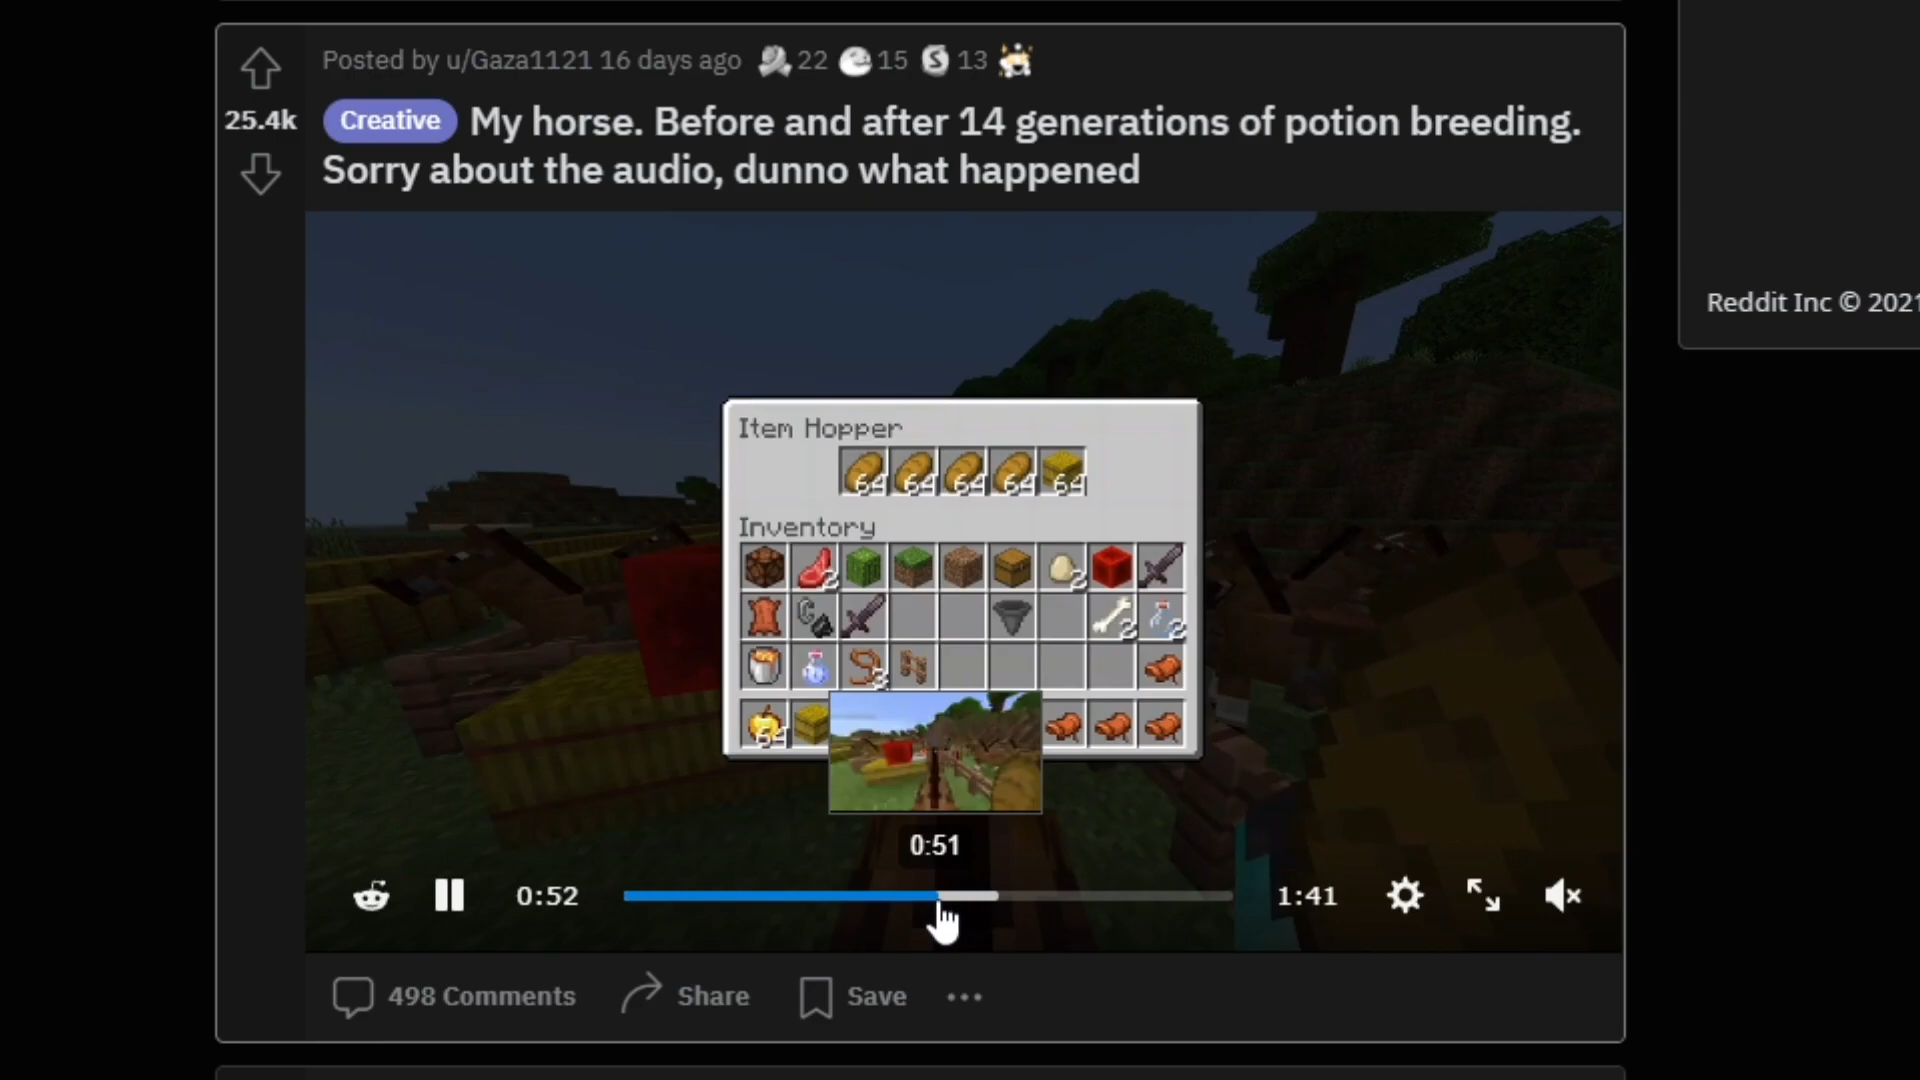 Posted by u/Gaza1121 16 days ago 22 15 S 13
25.4k
Creative My horse. Before and after 14 generations of potion breeding.
Sorry about the audio, dunno what happened
Reddit Inc © 2021
Item Hopper
64 64 64 64 64
Inventory
2 2
2 2
3
64
0:51
0:52 1:41
498 Comments Share Save